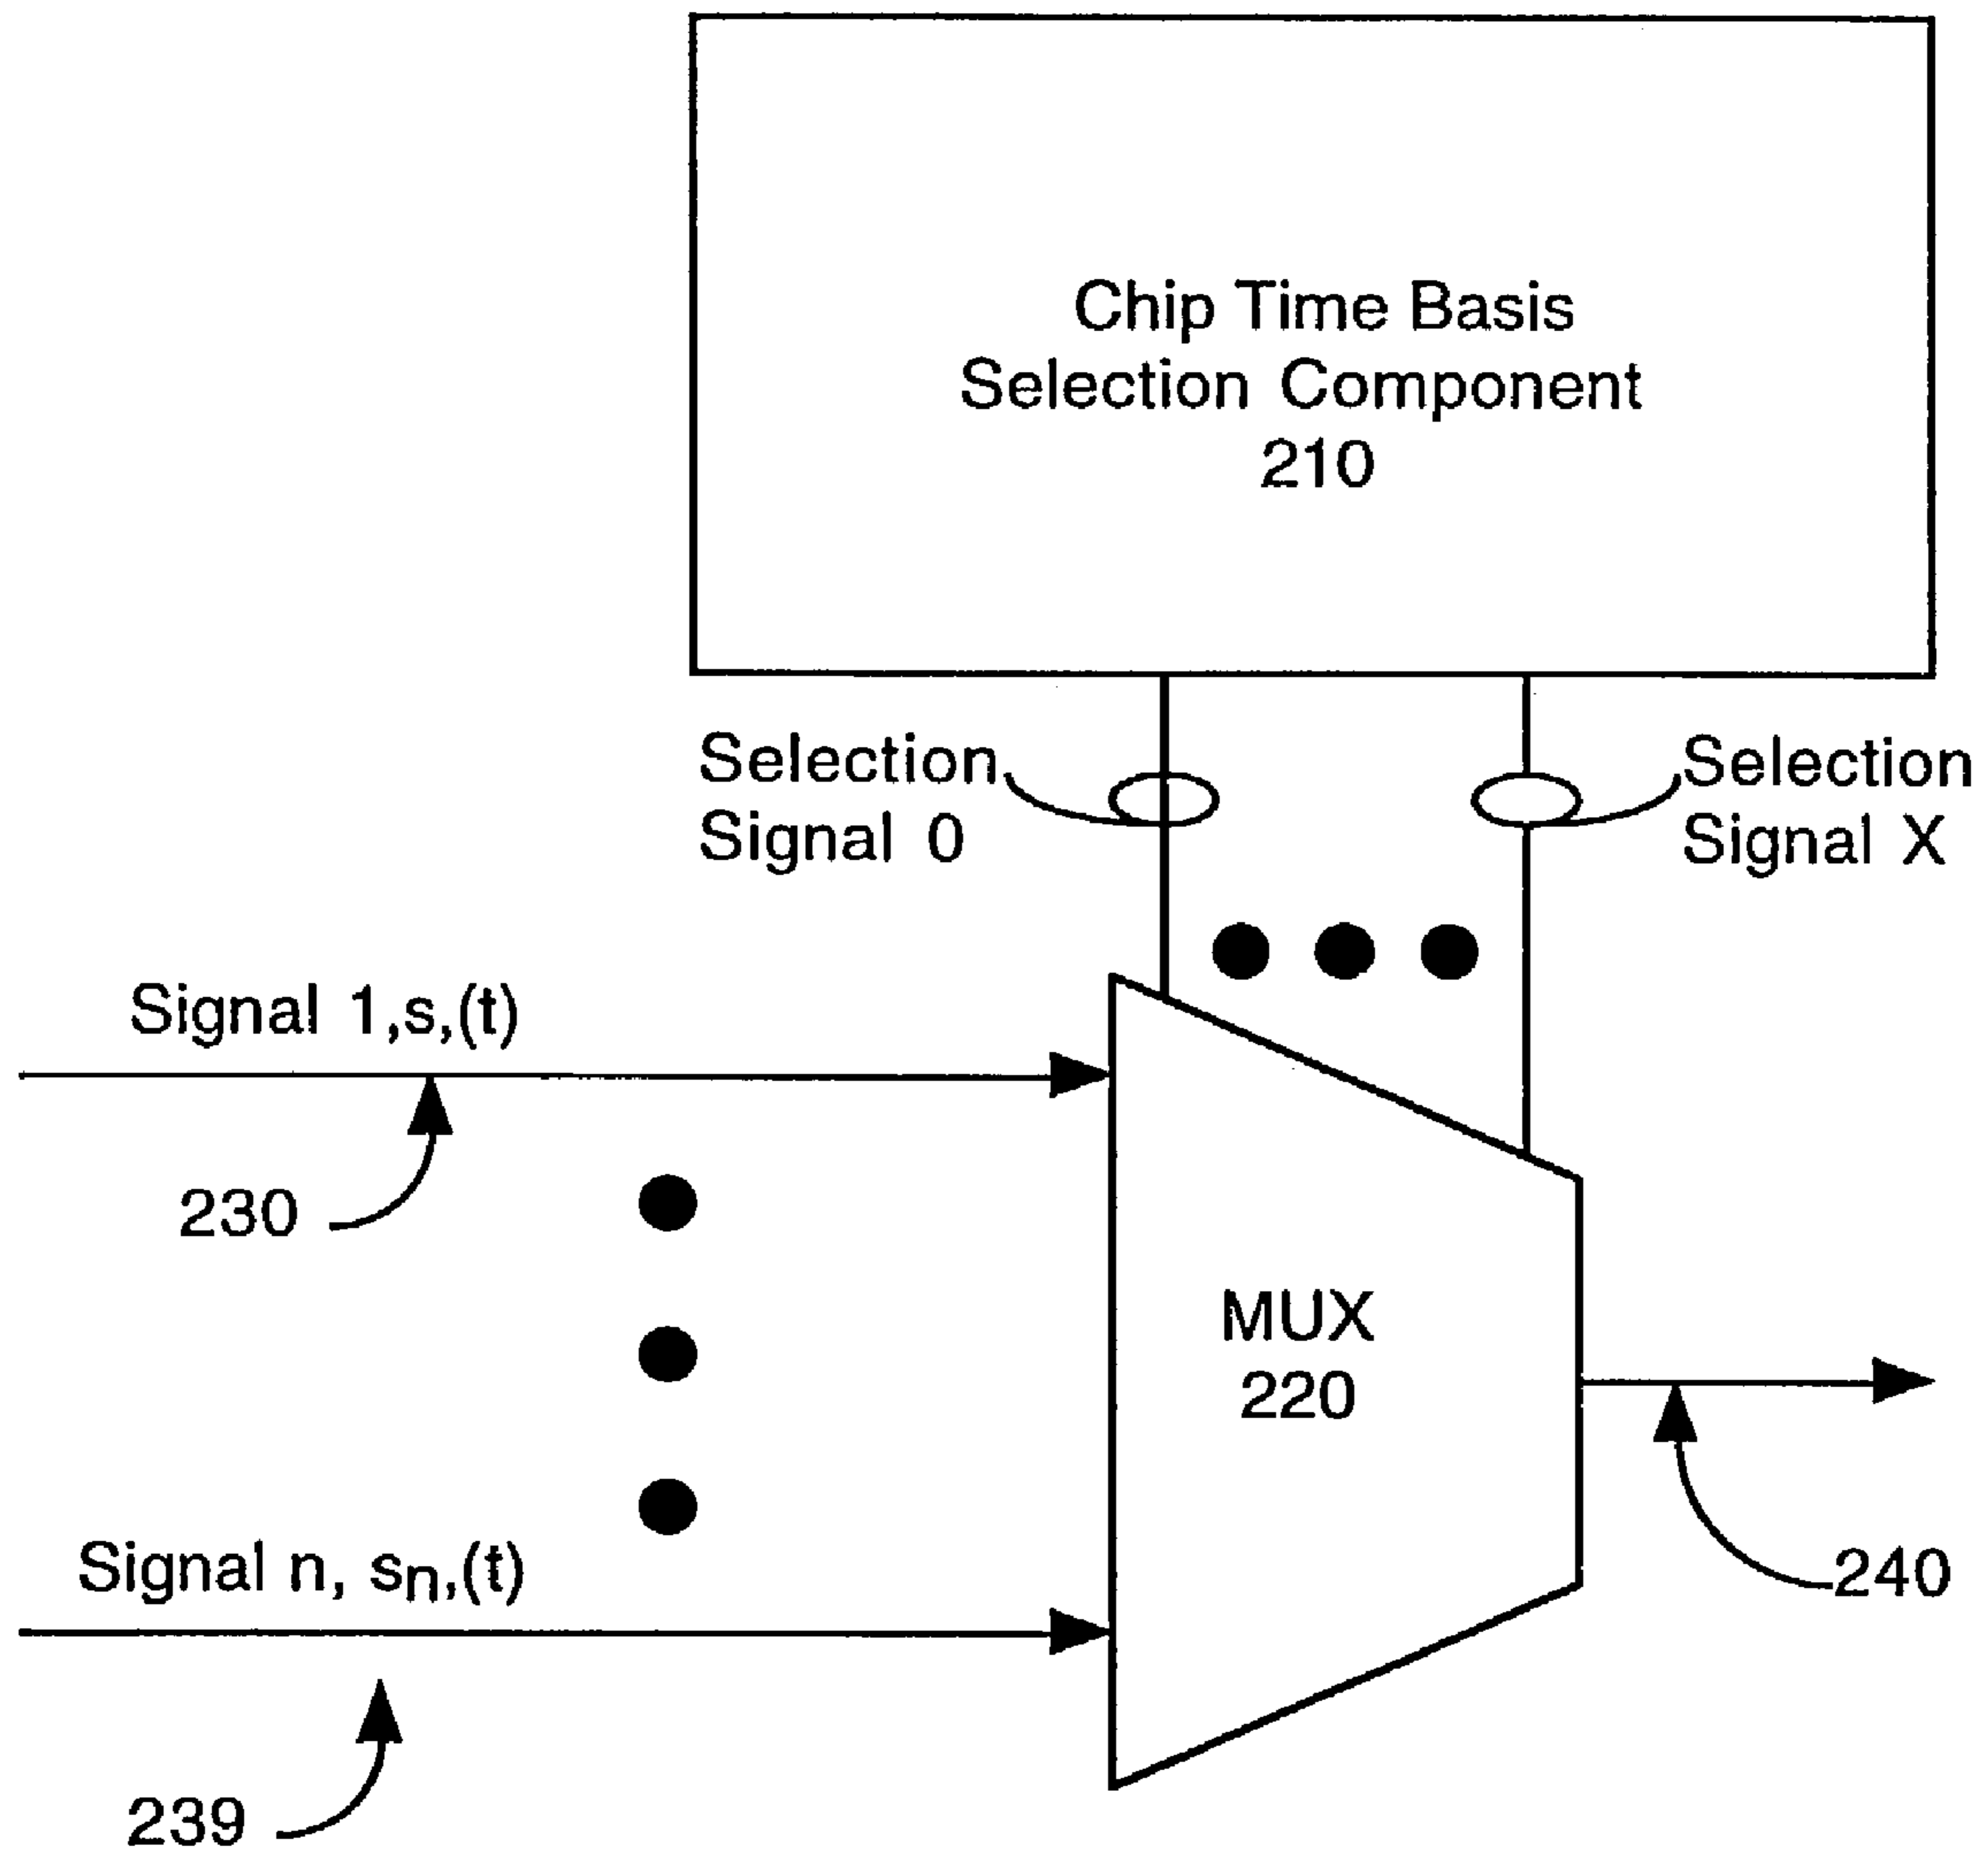 Chip Time Basis
Selection Component
210
Selection
Signal 0
Selection
Signal X
Signal 1,s,(t)
230
MUX
220
Signal n, sn,(t)
240
239